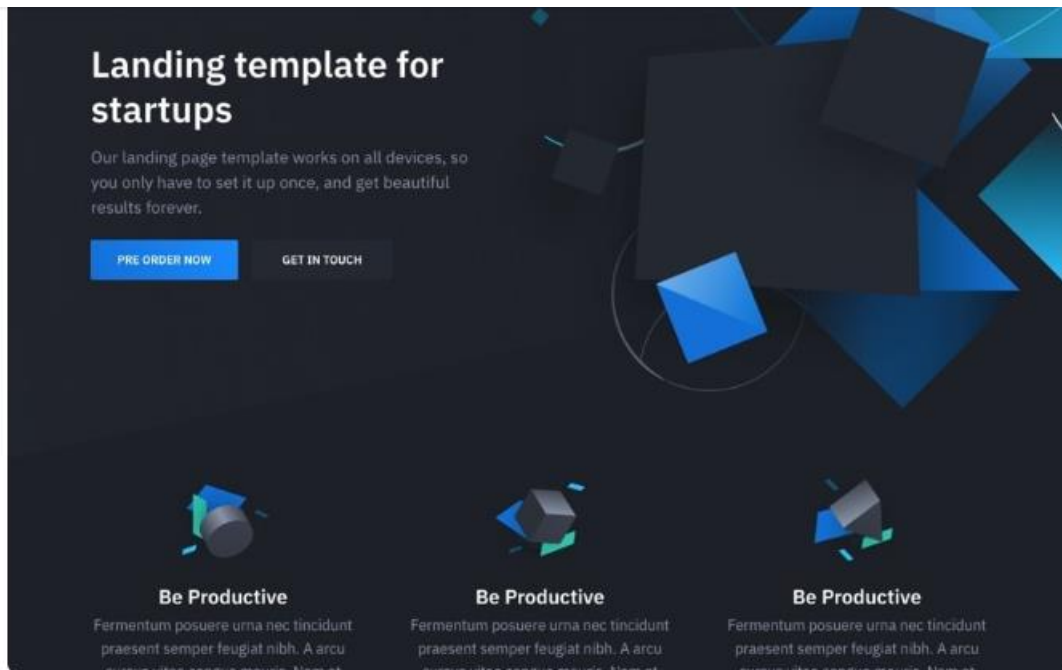 Landing template for
startups
Our landing page template works on all devices, so
you only have to set it up once, and get beautiful
results forever.
PRE ORDER NOW
GET IN TOUCH
Be Productive
Fermentum posuere urna nec tincidunt
praesent semper feugiat nibh. A arcu
Be Productive
Fermentum posuere urna nec tincidunt
praesent semper feugiat nibh. A arcu
Be Productive
Fermentum posuere urna nec tincidunt
praesent semper feugiat nibh. A arcu